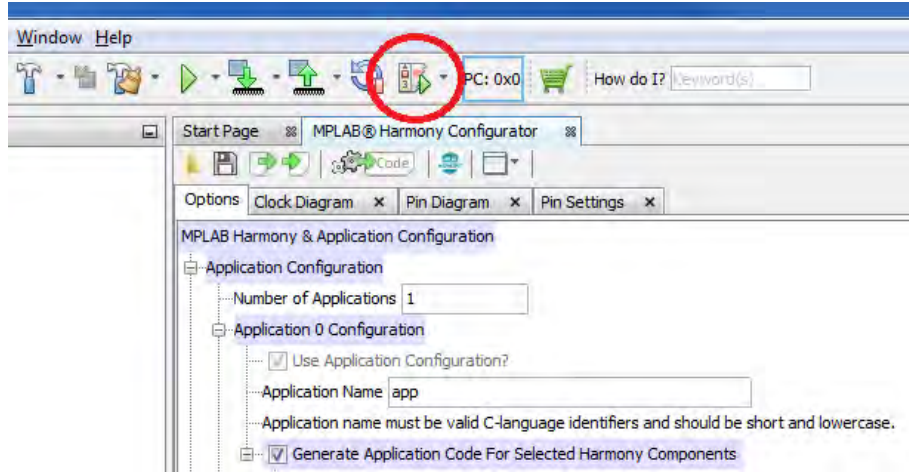 Window Help
PC: 0x0 How do I? Keyword(s)
Start Page MPLAB® Harmony Configurator
Code
Options Clock Diagram Pin Diagram Pin Settings
MPLAB Harmony & Application Configuration
Application Configuration
Number of Applications 1
Application 0 Configuration
Use Application Configuration?
Application Name app
Application name must be valid C-language identifiers and should be short and lowercase.
Generate Application Code For Selected Harmony Components